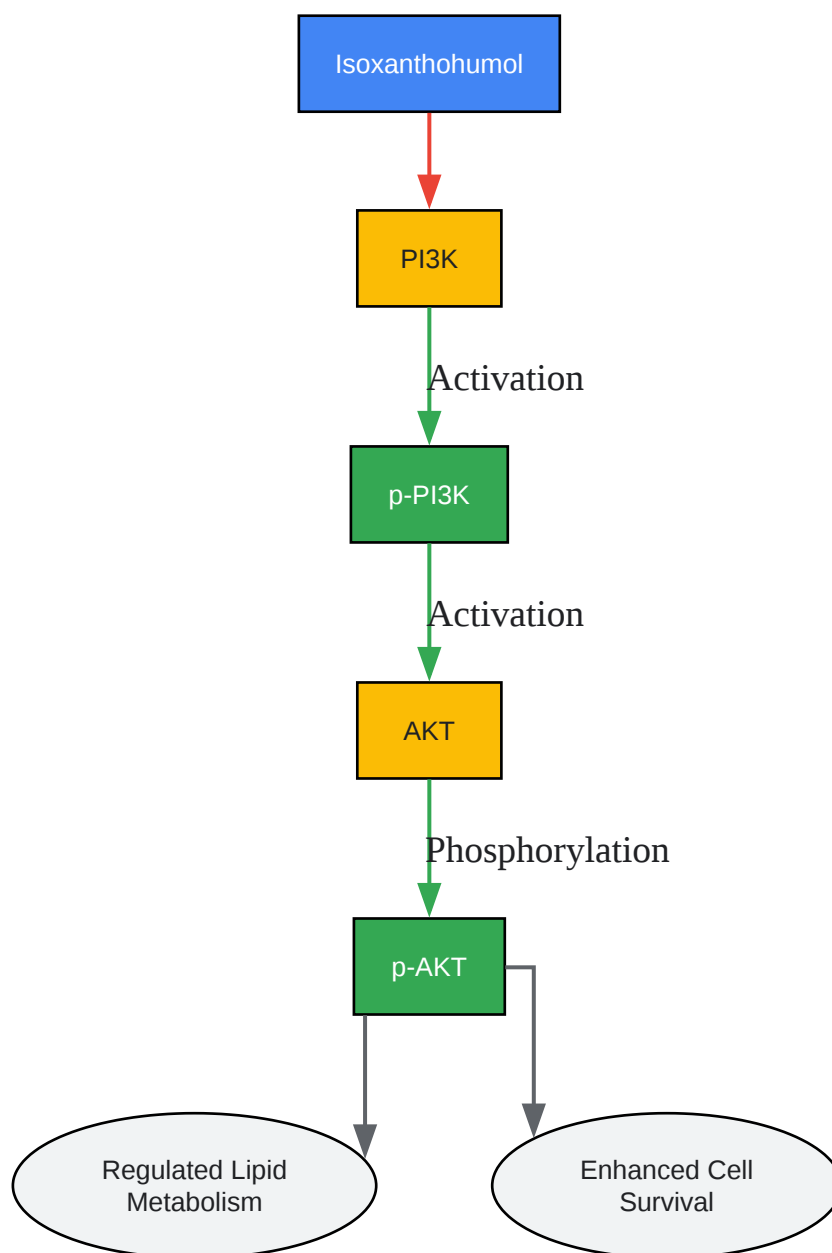 Isoxanthohumol
PI3K
Activation
p-PI3K
Activation
AKT
Phosphorylation
p-AKT
Regulated Lipid
Metabolism
Enhanced Cell
Survival